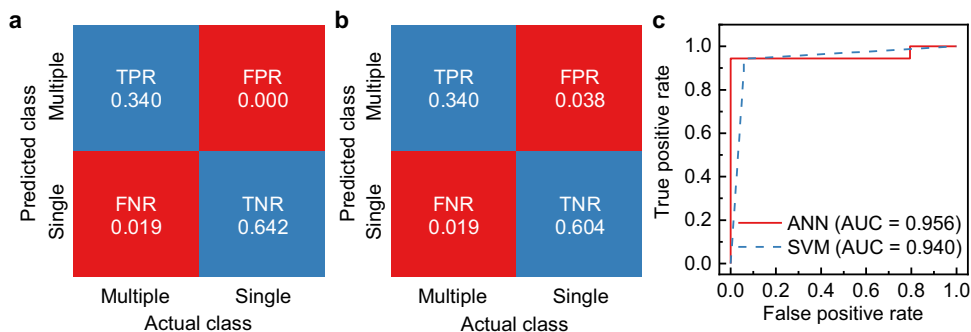 a
Predicted class
Multiple
Single
TPR
0.340
FPR
0.000
FNR
0.019
TNR
0.642
Multiple
Single
Actual class
b
Predicted class
Multiple
Single
TPR
0.340
FPR
0.038
FNR
0.019
TNR
0.604
Multiple
Single
Actual class
c
True positive rate
1.0
0.8
0.6
0.4
0.2
0.0
ANN (AUC = 0.956)
SVM (AUC = 0.940)
0.0 0.2 0.4 0.6 0.8 1.0
False positive rate